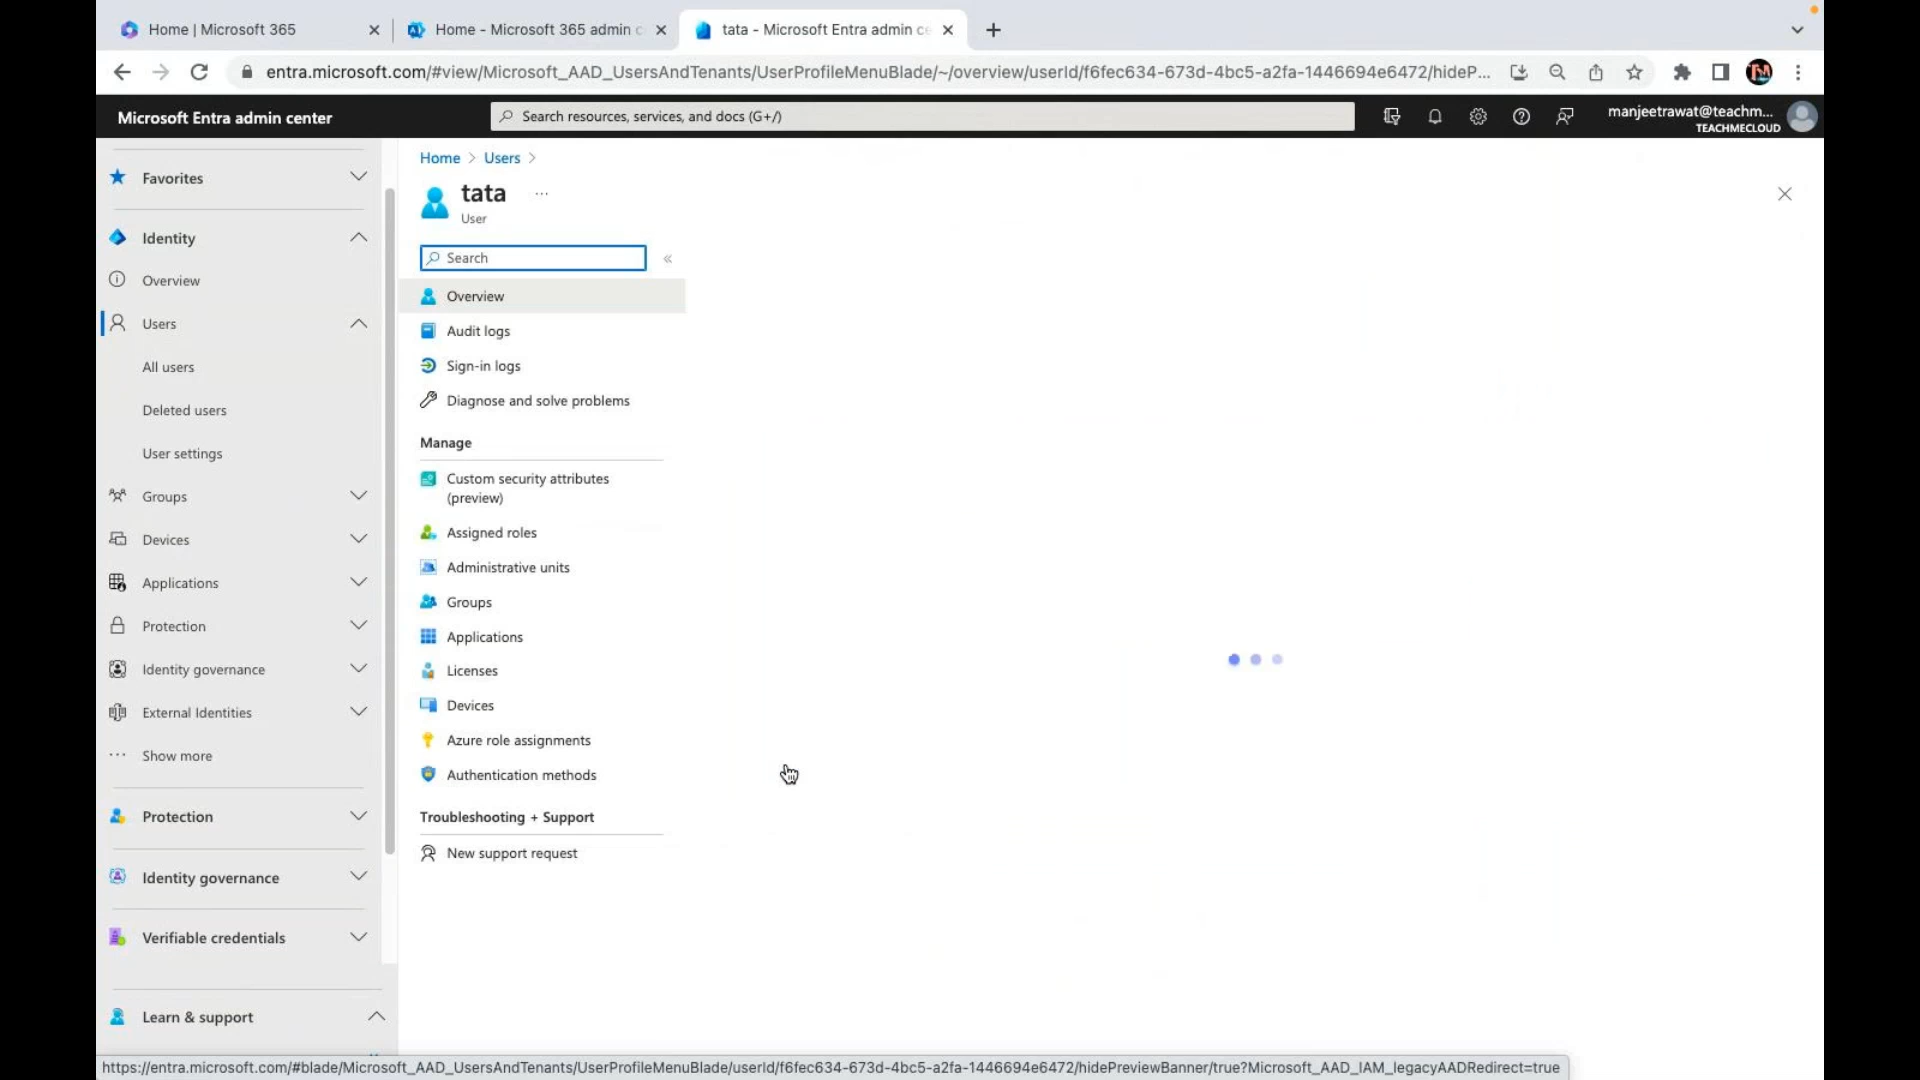 Home | Microsoft 365
Home - Microsoft 365 admin c
tata - Microsoft Entra admin ce
entra.microsoft.com/#view/Microsoft_AAD_UsersAndTenants/UserProfileMenuBlade/~/overview/userId/f6fec634-673d-4bc5-a2fa-1446694e6472/hideP...
Microsoft Entra admin center
Search resources, services, and docs (G+/)
manjeetrawat@teachm...
TEACHMECLOUD
Favorites
Identity
Overview
Users
All users
Deleted users
User settings
Groups
Devices
Applications
Protection
Identity governance
External Identities
Show more
Protection
Identity governance
Verifiable credentials
Learn & support
Home > Users >
tata ...
User
Search
Overview
Audit logs
Sign-in logs
Diagnose and solve problems
Manage
Custom security attributes
(preview)
Assigned roles
Administrative units
Groups
Applications
Licenses
Devices
Azure role assignments
Authentication methods
Troubleshooting + Support
New support request
https://entra.microsoft.com/#blade/Microsoft_AAD_UsersAndTenants/UserProfileMenuBlade/userId/f6fec634-673d-4bc5-a2fa-1446694e6472/hidePreviewBanner/true?Microsoft_AAD_IAM_legacyAADRedirect=true